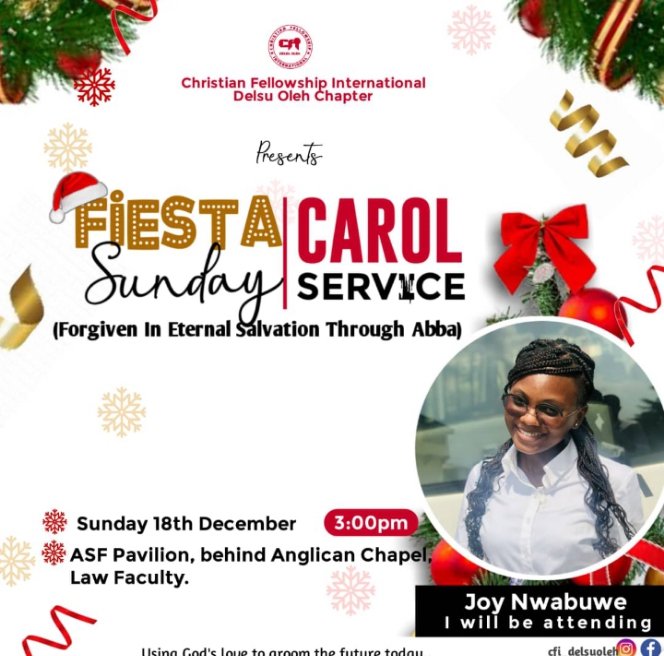 CHRISTIAN FELLOWSHIP
CFI
INTERNATIONAL
Christian Fellowship International
Delsu Oleh Chapter
Presents
FiESTA
Sunday
CAROL
SERVICE
(Forgiven In Eternal Salvation Through Abba)
Sunday 18th December
3:00pm
ASF Pavilion, behind Anglican Chapel,
Law Faculty.
Joy Nwabuwe
I will be attending
Using God's love to groom the future today
cfi_delsuoleh